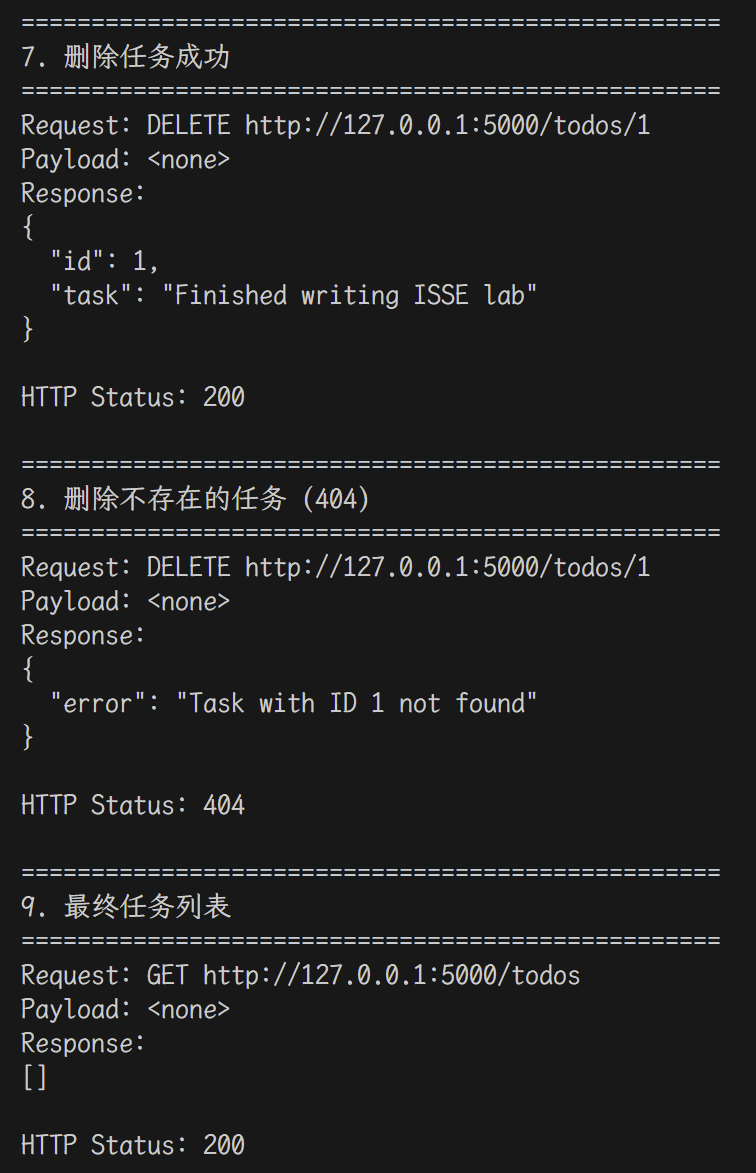 ==================================================
7. 删除任务成功
==================================================
Request: DELETE http://127.0.0.1:5000/todos/1
Payload: <none>
Response:
{
  "id": 1,
  "task": "Finished writing ISSE lab"
}

HTTP Status: 200

==================================================
8. 删除不存在的任务 (404)
==================================================
Request: DELETE http://127.0.0.1:5000/todos/1
Payload: <none>
Response:
{
  "error": "Task with ID 1 not found"
}

HTTP Status: 404

==================================================
9. 最终任务列表
==================================================
Request: GET http://127.0.0.1:5000/todos
Payload: <none>
Response:
[]

HTTP Status: 200